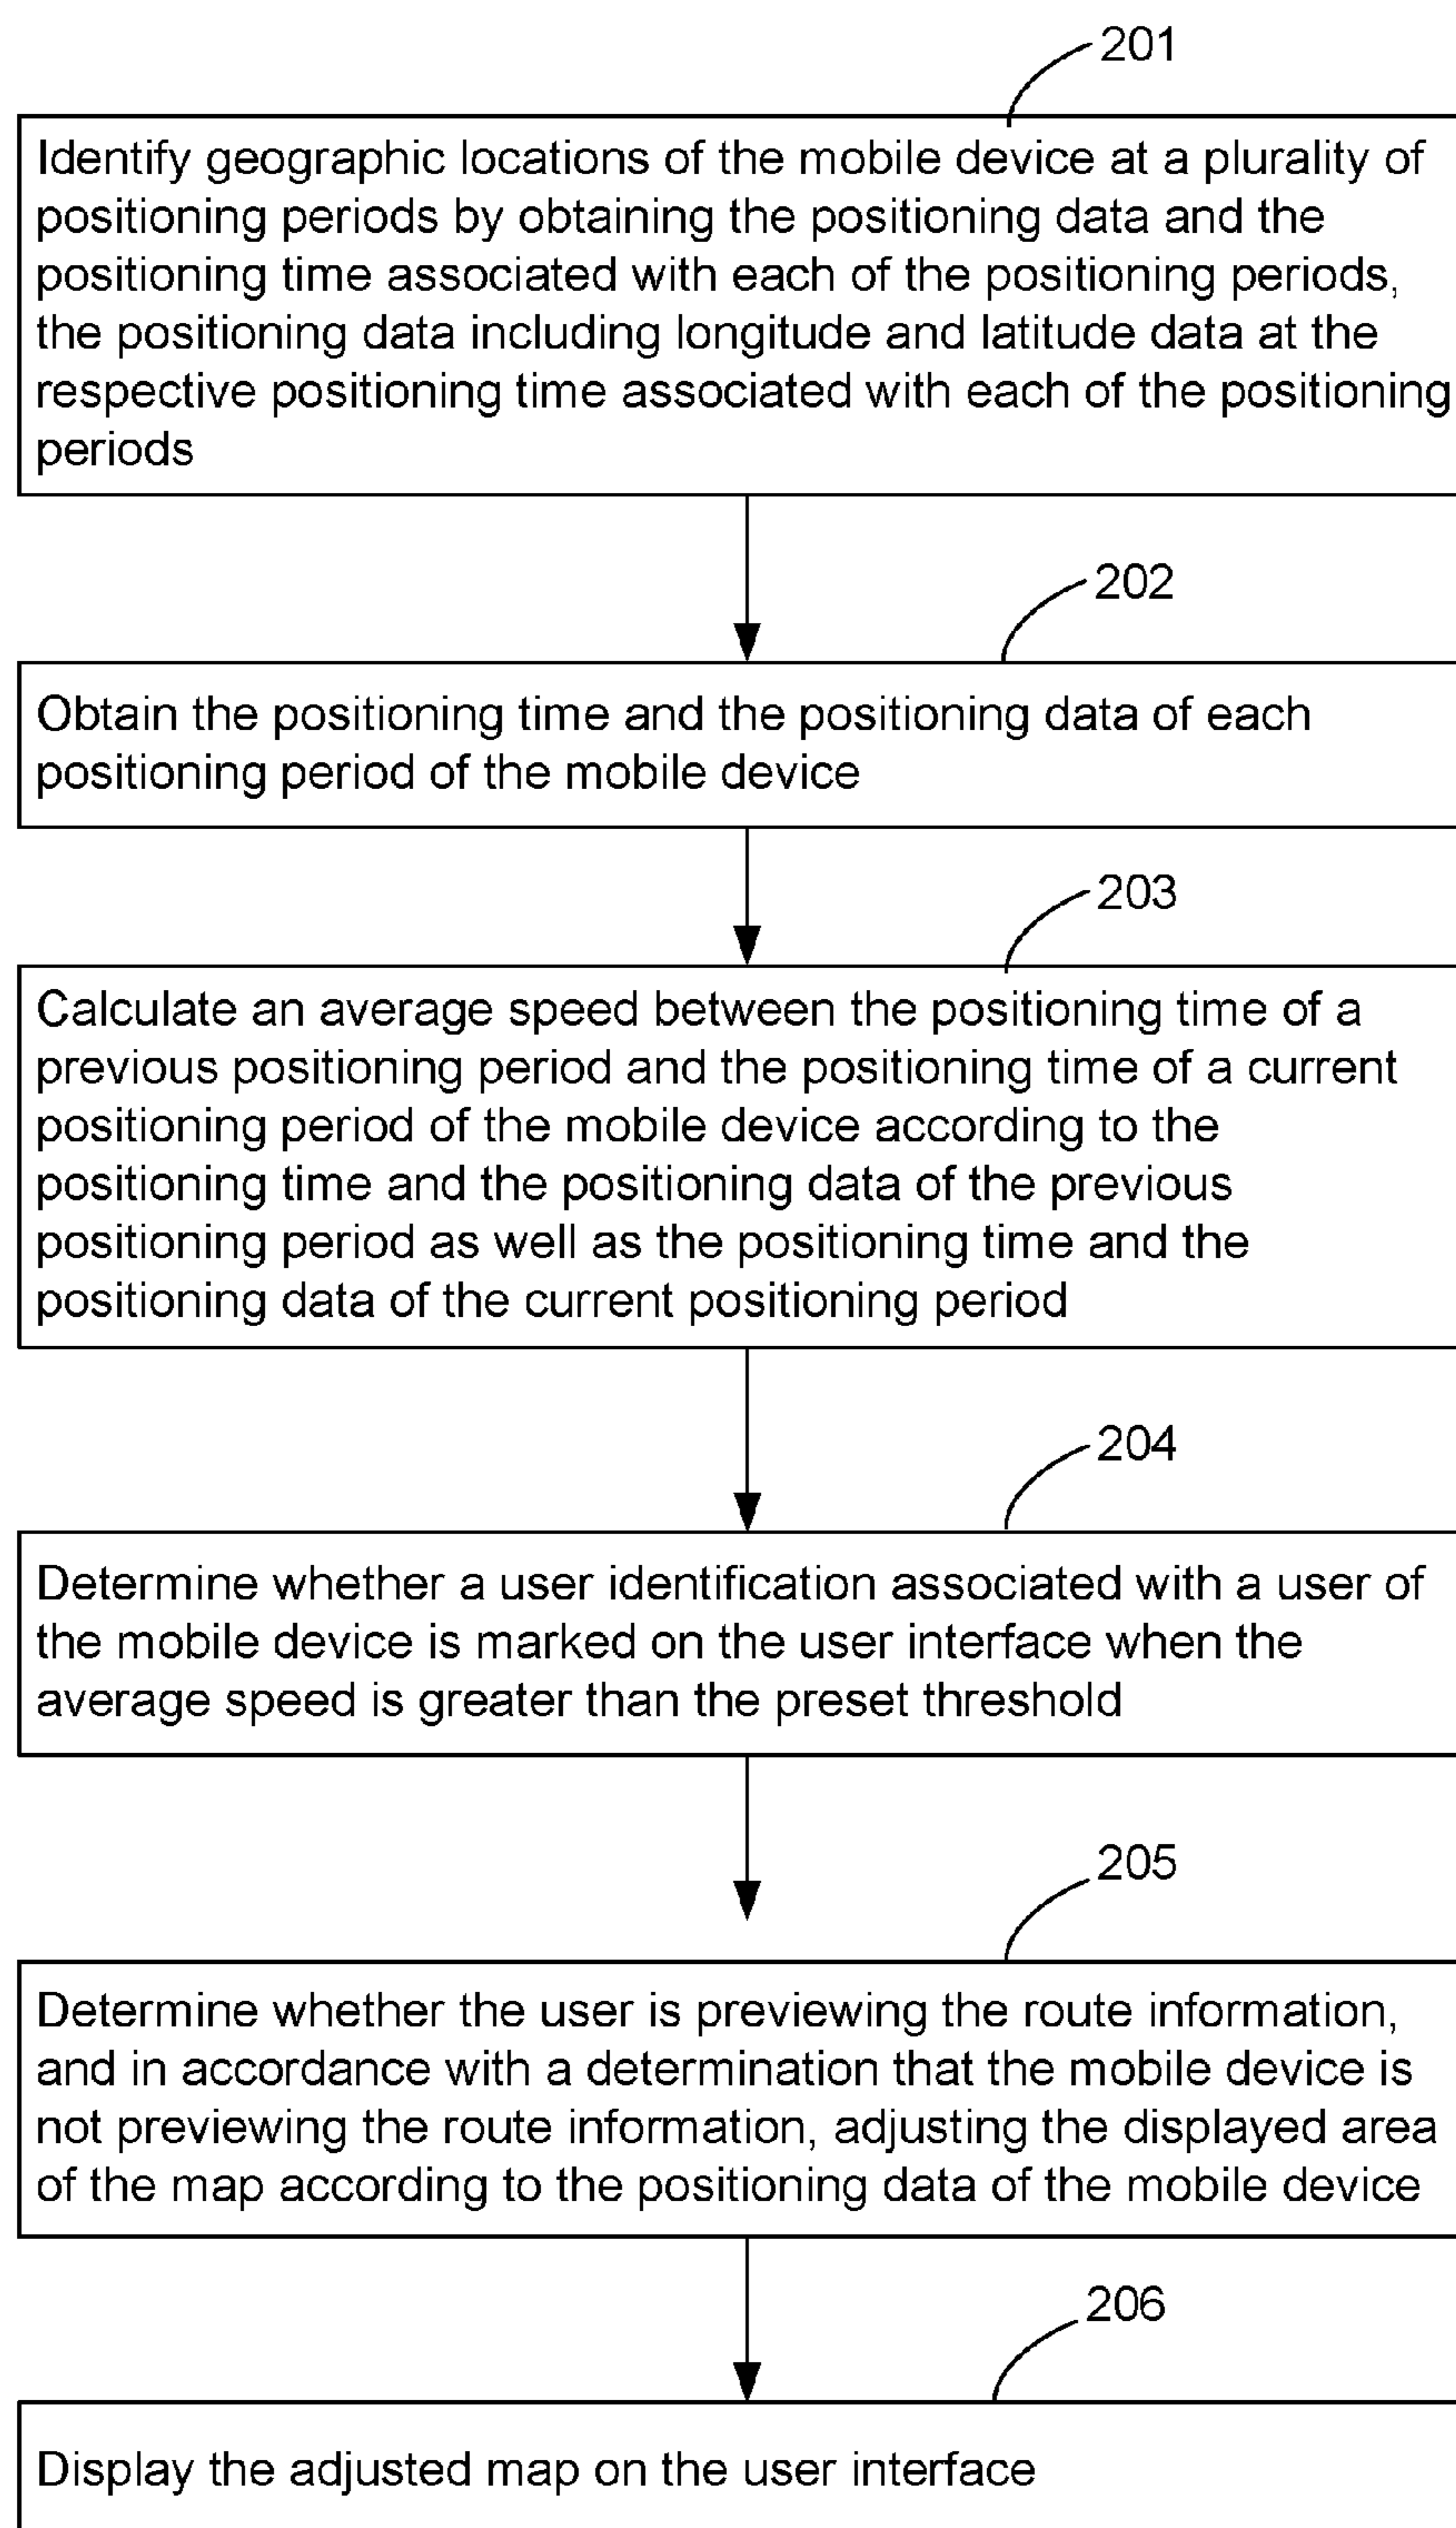 201
Identify geographic locations of the mobile device at a plurality of
positioning periods by obtaining the positioning data and the
positioning time associated with each of the positioning periods,
the positioning data including longitude and latitude data at the
respective positioning time associated with each of the positioning
periods
202
Obtain the positioning time and the positioning data of each
positioning period of the mobile device
203
Calculate an average speed between the positioning time of a
previous positioning period and the positioning time of a current
positioning period of the mobile device according to the
positioning time and the positioning data of the previous
positioning period as well as the positioning time and the
positioning data of the current positioning period
204
Determine whether a user identification associated with a user of
the mobile device is marked on the user interface when the
average speed is greater than the preset threshold
205
Determine whether the user is previewing the route information,
and in accordance with a determination that the mobile device is
not previewing the route information, adjusting the displayed area
of the map according to the positioning data of the mobile device
206
Display the adjusted map on the user interface